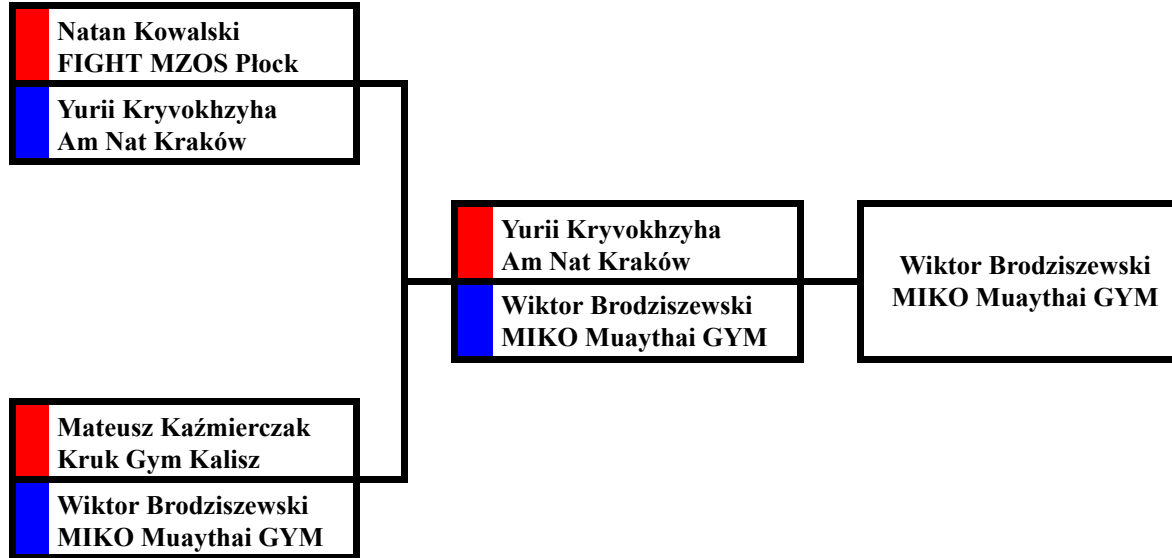 Natan Kowalski
FIGHT MZOS Płock
Yurii Kryvokhzyha
Am Nat Kraków
Yurii Kryvokhzyha
Am Nat Kraków
Wiktor Brodziszewski
MIKO Muaythai GYM
Wiktor Brodziszewski
MIKO Muaythai GYM
Mateusz Kaźmierczak
Kruk Gym Kalisz
Wiktor Brodziszewski
MIKO Muaythai GYM